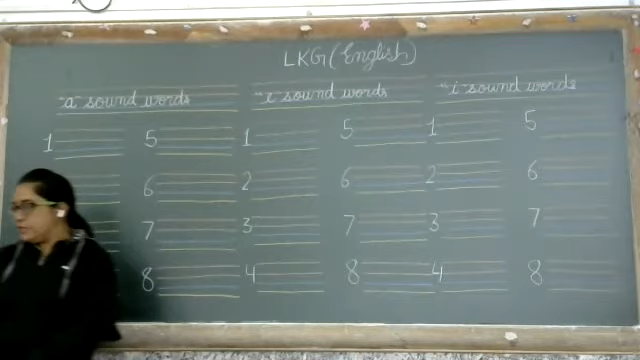 LKG (English)
"a" sound words "e" sound words "i" sound words
1 5 1 5 1 5
6 2 6 2 6
7 3 7 3 7
8 4 8 4 8